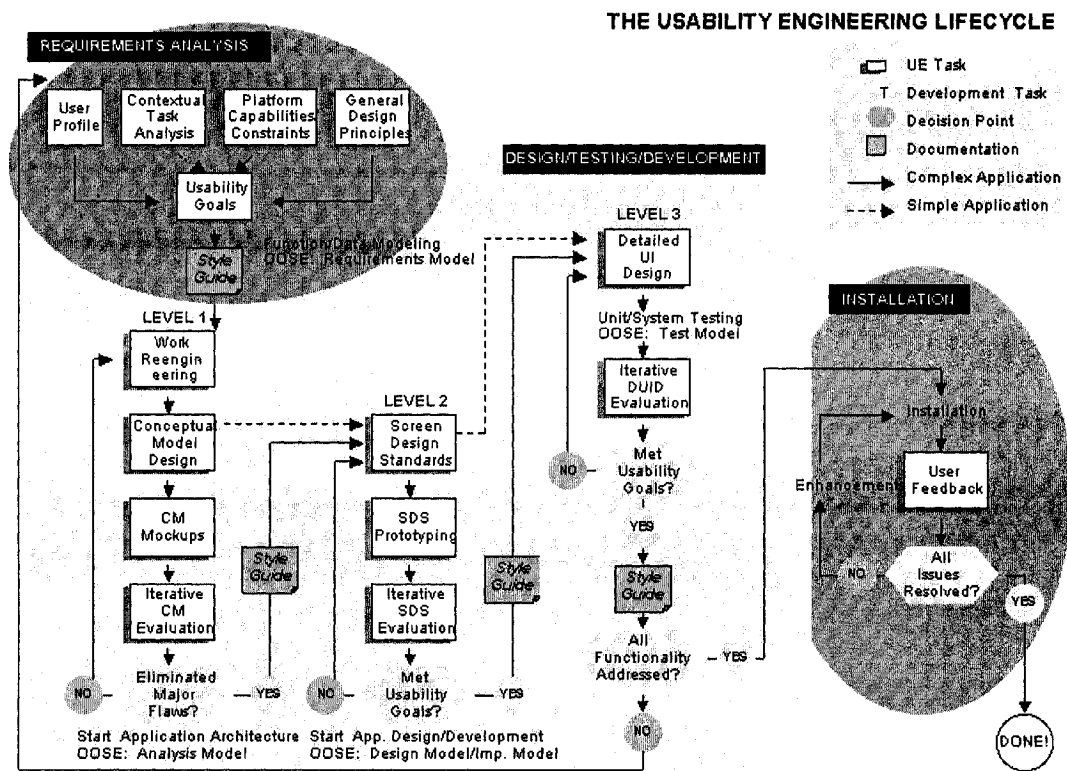 THE USABILITY ENGINEERING LIFECYCLE
REQUIREMENTS ANALYSIS
User
Profile
Contextual
Task
Analysis
Platform
Capabilities
Constraints
General
Design
Principles
Usability
Goals
Style
Guide
Function/Data Modeling
OOSE: Requirements Model
UE Task
T Development Task
Decision Point
Documentation
Complex Application
Simple Application
DESIGN/TESTING/DEVELOPMENT
LEVEL 1
Work
Reengin
eering
Conceptual
Model
Design
CM
Mockups
Iterative
CM
Evaluation
Eliminated
Major
Flaws?
NO
YES
Style
Guide
Start Application Architecture
OOSE: Analysis Model
LEVEL 2
Screen
Design
Standards
SDS
Prototyping
Iterative
SDS
Evaluation
Met
Usability
Goals?
NO
YES
Style
Guide
Start App. Design/Development
OOSE: Design Model/Imp. Model
LEVEL 3
Detailed
UI
Design
Unit/System Testing
OOSE: Test Model
Iterative
DUID
Evaluation
Met
Usability
Goals?
NO
YES
Style
Guide
All
Functionality
Addressed?
YES
NO
INSTALLATION
Installation
User
Feedback
Enhancement
All
Issues
Resolved?
NO
YES
DONE!